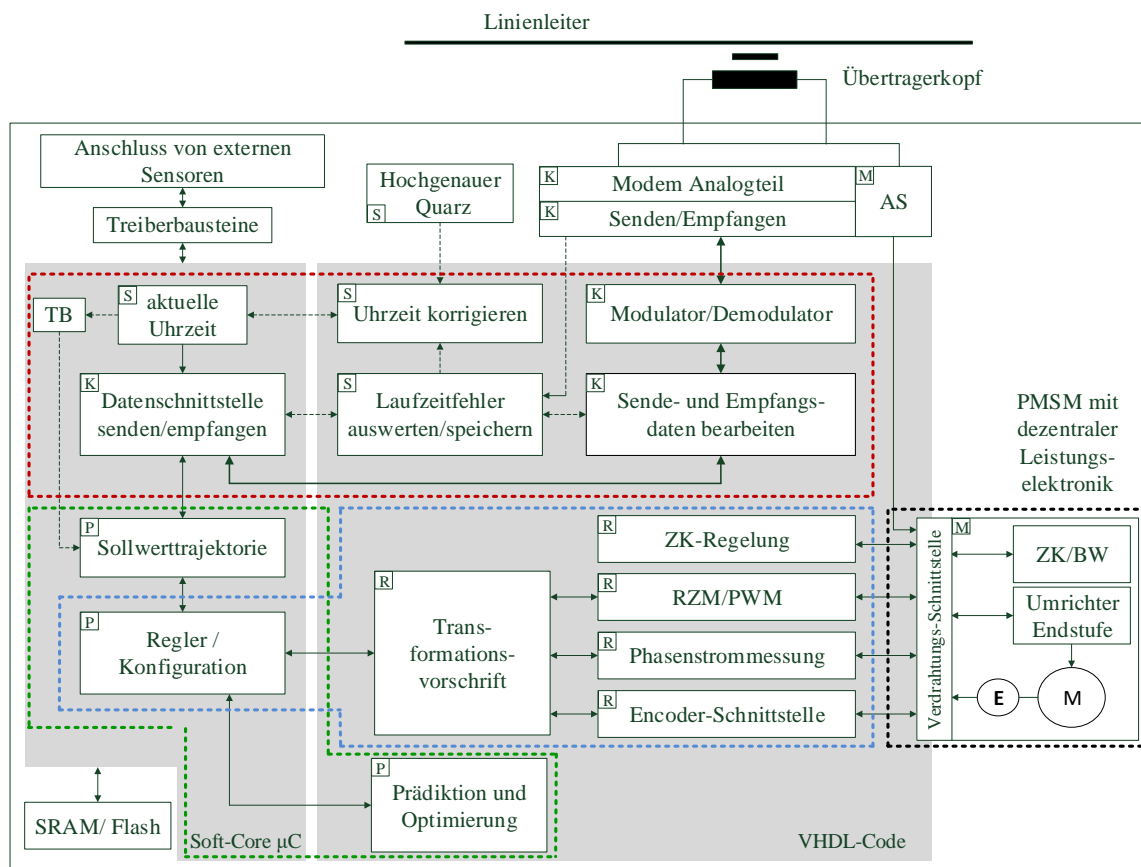 Linienleiter
Übertragerkopf
Anschluss von externen
Sensoren
Treiberbausteine
Hochgenauer
Quarz
S
K
Modem Analogteil
K
Senden/Empfangen
M
AS
TB
S
aktuelle
Uhrzeit
S
Uhrzeit korrigieren
K
Modulator/Demodulator
K
Datenschnittstelle
senden/empfangen
S
Laufzeitfehler
auswerten/speichern
K
Sende- und Empfangs-
daten bearbeiten
PMSM mit
dezentraler
Leistungs-
elektronik
P
Sollwerttrajektorie
P
Regler /
Konfiguration
R
Trans-
formations-
vorschrift
R
ZK-Regelung
R
RZM/PWM
R
Phasenstrommessung
R
Encoder-Schnittstelle
Verdrahtungs-Schnittstelle
M
ZK/BW
Umrichter
Endstufe
E
M
P
Prädiktion und
Optimierung
SRAM/ Flash
Soft-Core μC
VHDL-Code